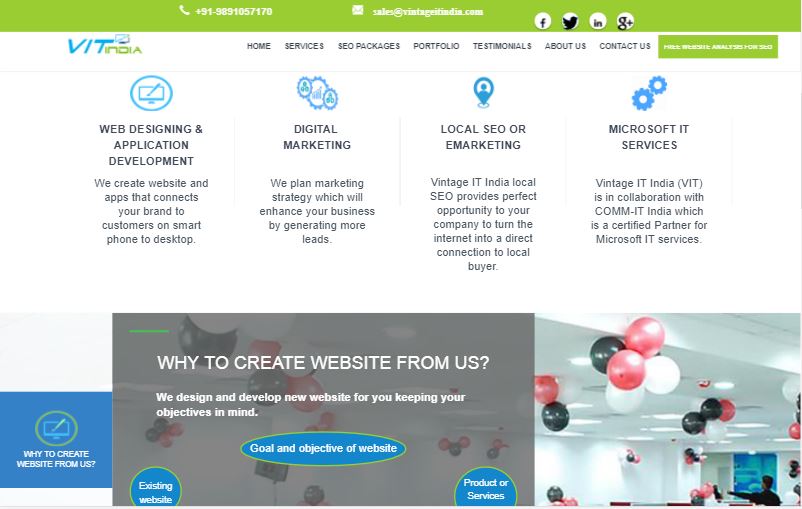 +91-9891057170
sales@vintageitindia.com
VIT INDIA
HOME SERVICES SEO PACKAGES PORTFOLIO TESTIMONIALS ABOUT US CONTACT US FREE WEBSITE ANALYSIS FOR SEO
WEB DESIGNING &
APPLICATION
DEVELOPMENT
We create website and
apps that connects
your brand to
customers on smart
phone to desktop.
DIGITAL
MARKETING
We plan marketing
strategy which will
enhance your business
by generating more
leads.
LOCAL SEO OR
EMARKETING
Vintage IT India local
SEO provides perfect
opportunity to your
company to turn the
internet into a direct
connection to local
buyer.
MICROSOFT IT
SERVICES
Vintage IT India (VIT)
is in collaboration with
COMM-IT India which
is a certified Partner for
Microsoft IT services.
WHY TO CREATE
WEBSITE FROM US?
WHY TO CREATE WEBSITE FROM US?
We design and develop new website for you keeping your
objectives in mind.
Goal and objective of website
Existing
website
Product or
Services